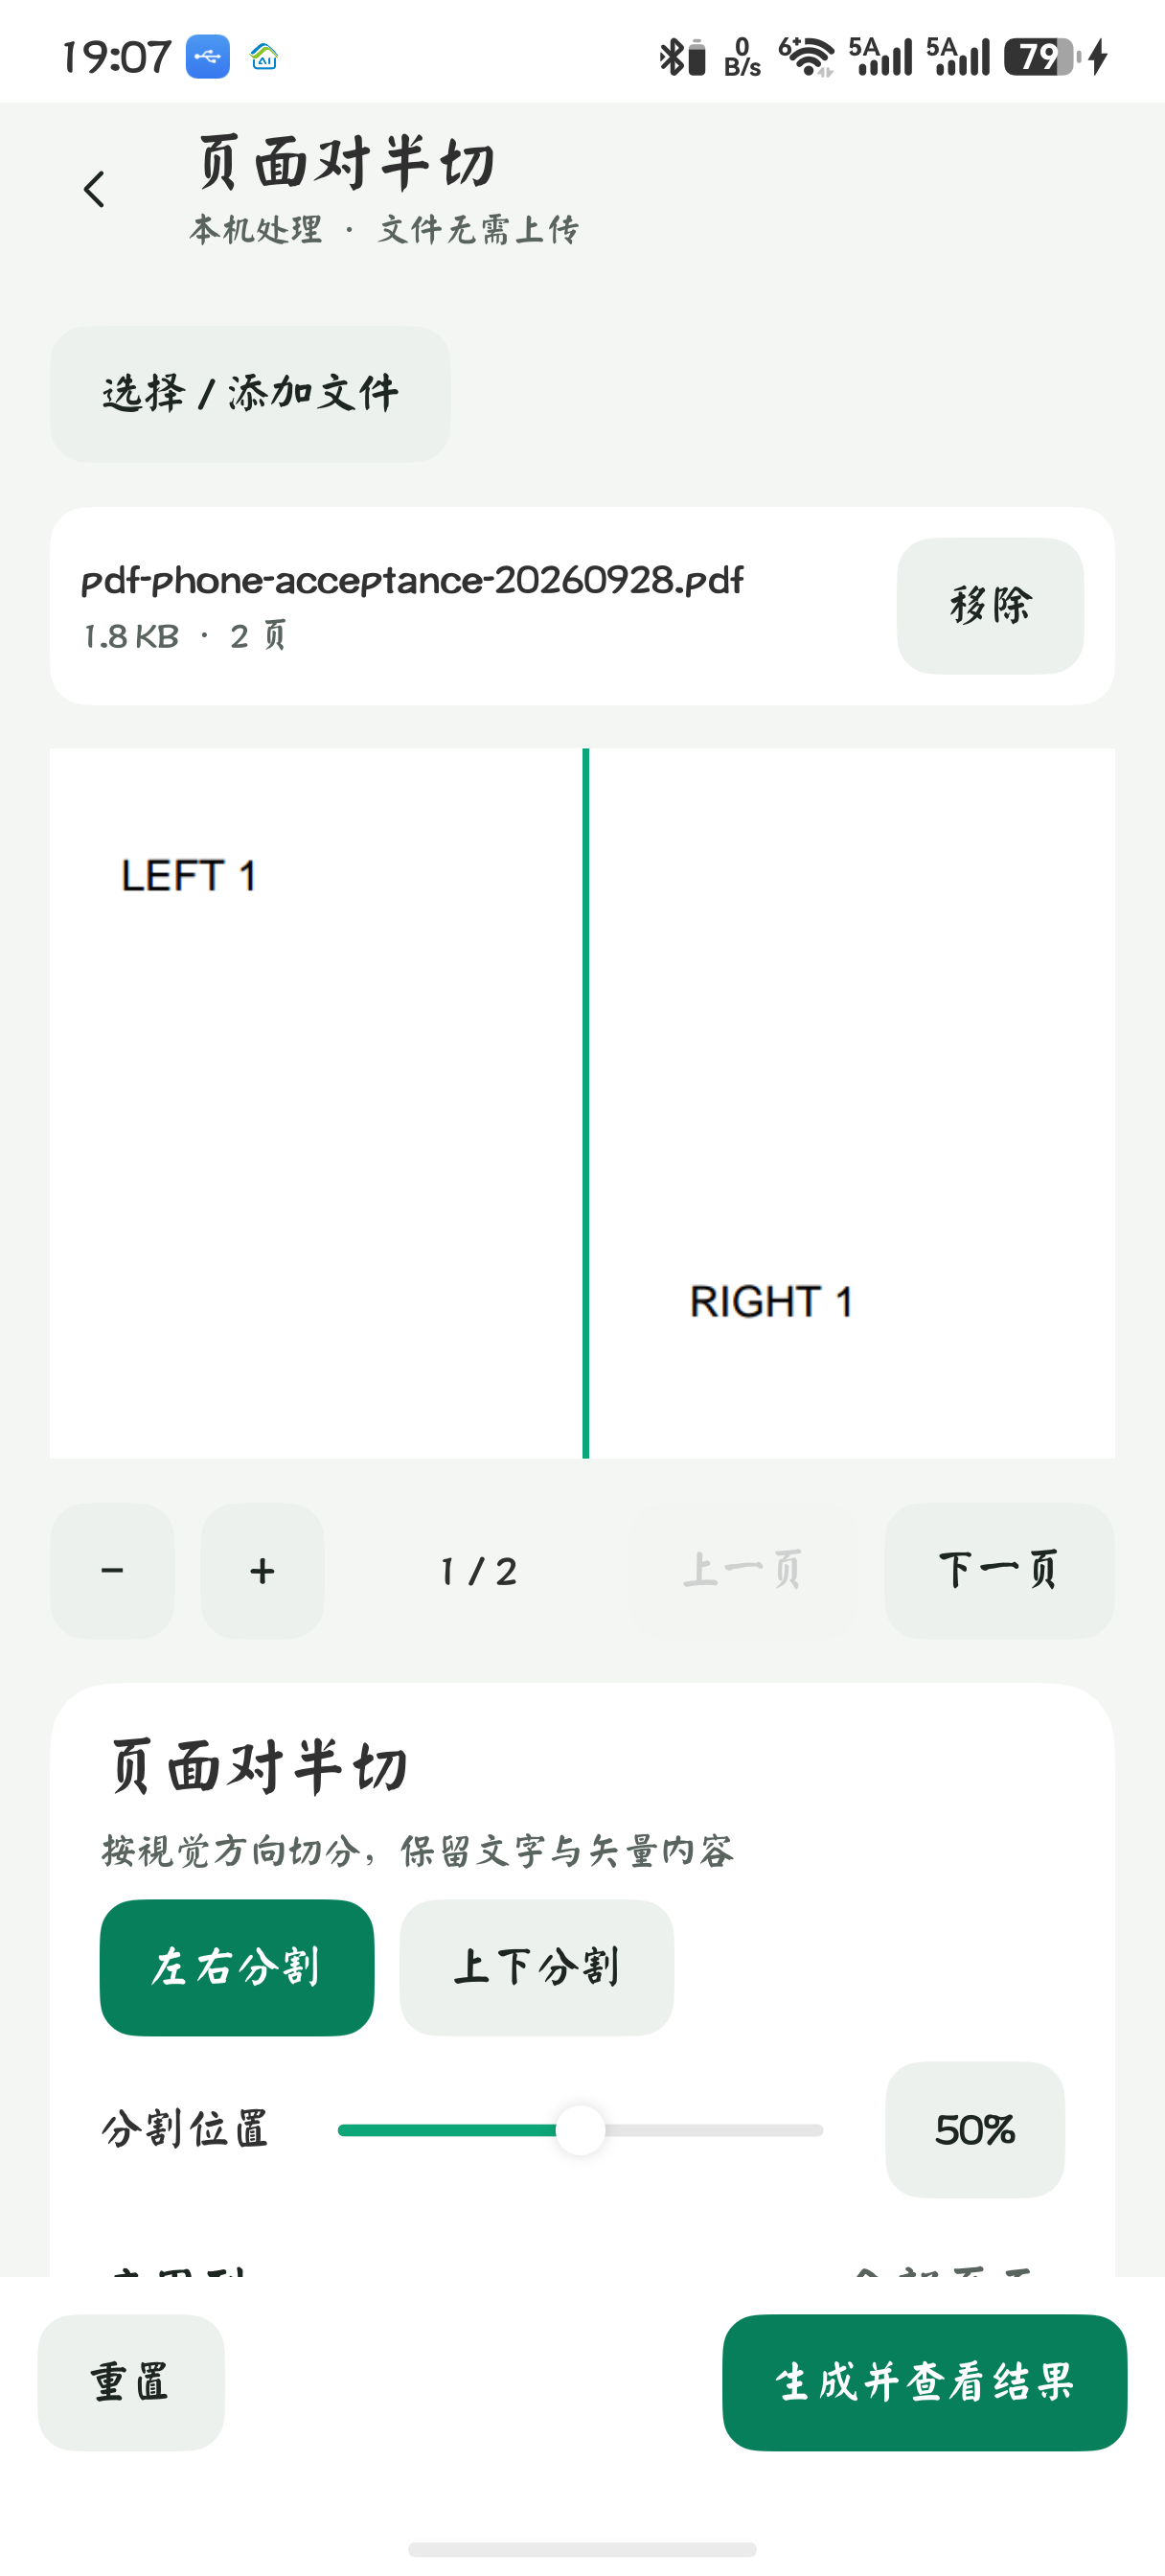 19:07
0 B/s 6+ 5A 5A 79
页面对半切
本机处理 · 文件无需上传
选择 / 添加文件
pdf-phone-acceptance-20260928.pdf
1.8 KB · 2 页
移除
LEFT 1
RIGHT 1
− + 1 / 2 上一页 下一页
页面对半切
按视觉方向切分，保留文字与矢量内容
左右分割 上下分割
分割位置 50%
重置 生成并查看结果